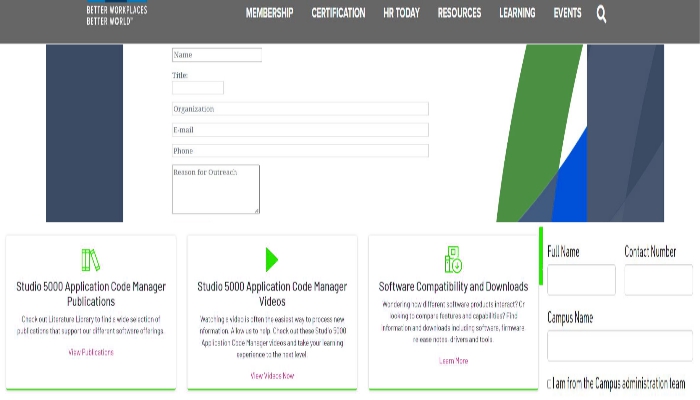 BETTER WORKPLACES
BETTER WORLD™
MEMBERSHIP CERTIFICATION HR TODAY RESOURCES LEARNING EVENTS
Name
Title:
Organization
E-mail
Phone
Reason for Outreach
Studio 5000 Application Code Manager
Publications
Check out Literature Library to find a wide selection of
publications that support our different software offerings.
View Publications
Studio 5000 Application Code Manager
Videos
Watching a video is often the easiest way to process new
information. Allow us to help. Check out these Studio 5000
Application Code Manager videos and take your learning
experience to the next level.
View Videos Now
Software Compatibility and Downloads
Wondering how different software products interact? Or
looking to compare features and capabilities? Find
information and downloads including software, firmware
release notes, drivers and tools.
Learn More
Full Name Contact Number
Campus Name
I am from the Campus administration team